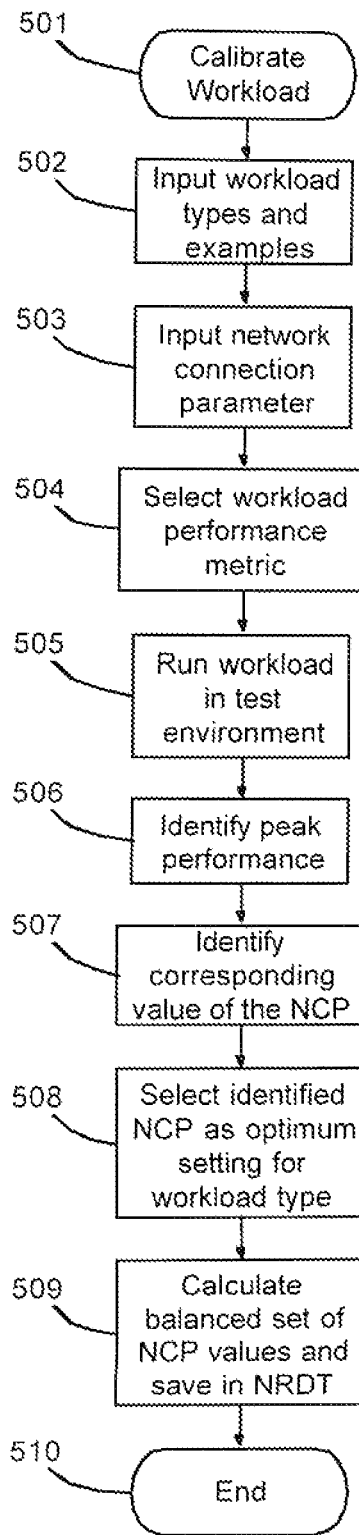 501
Calibrate
Workload
502
Input workload
types and
examples
503
Input network
connection
parameter
504
Select workload
performance
metric
505
Run workload
in test
environment
506
Identify peak
performance
507
Identify
corresponding
value of the NCP
508
Select identified
NCP as optimum
setting for
workload type
509
Calculate
balanced set of
NCP values and
save in NRDT
510
End